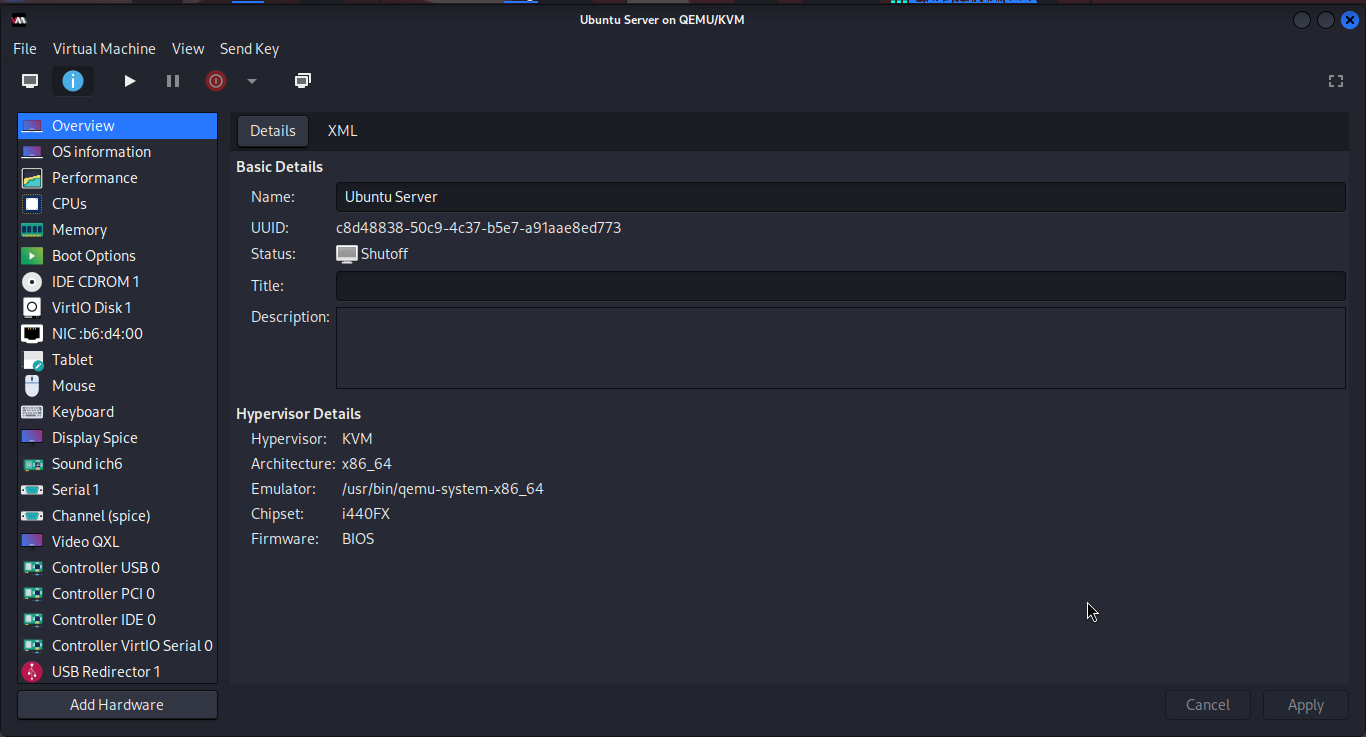 Ubuntu Server on QEMU/KVM
File Virtual Machine View Send Key
Overview
OS information
Performance
CPUs
Memory
Boot Options
IDE CDROM 1
VirtIO Disk 1
NIC :b6:d4:00
Tablet
Mouse
Keyboard
Display Spice
Sound ich6
Serial 1
Channel (spice)
Video QXL
Controller USB 0
Controller PCI 0
Controller IDE 0
Controller VirtIO Serial 0
USB Redirector 1
Add Hardware
Details XML
Basic Details
Name: Ubuntu Server
UUID: c8d48838-50c9-4c37-b5e7-a91aae8ed773
Status: Shutoff
Title:
Description:
Hypervisor Details
Hypervisor: KVM
Architecture: x86_64
Emulator: /usr/bin/qemu-system-x86_64
Chipset: i440FX
Firmware: BIOS
Cancel Apply